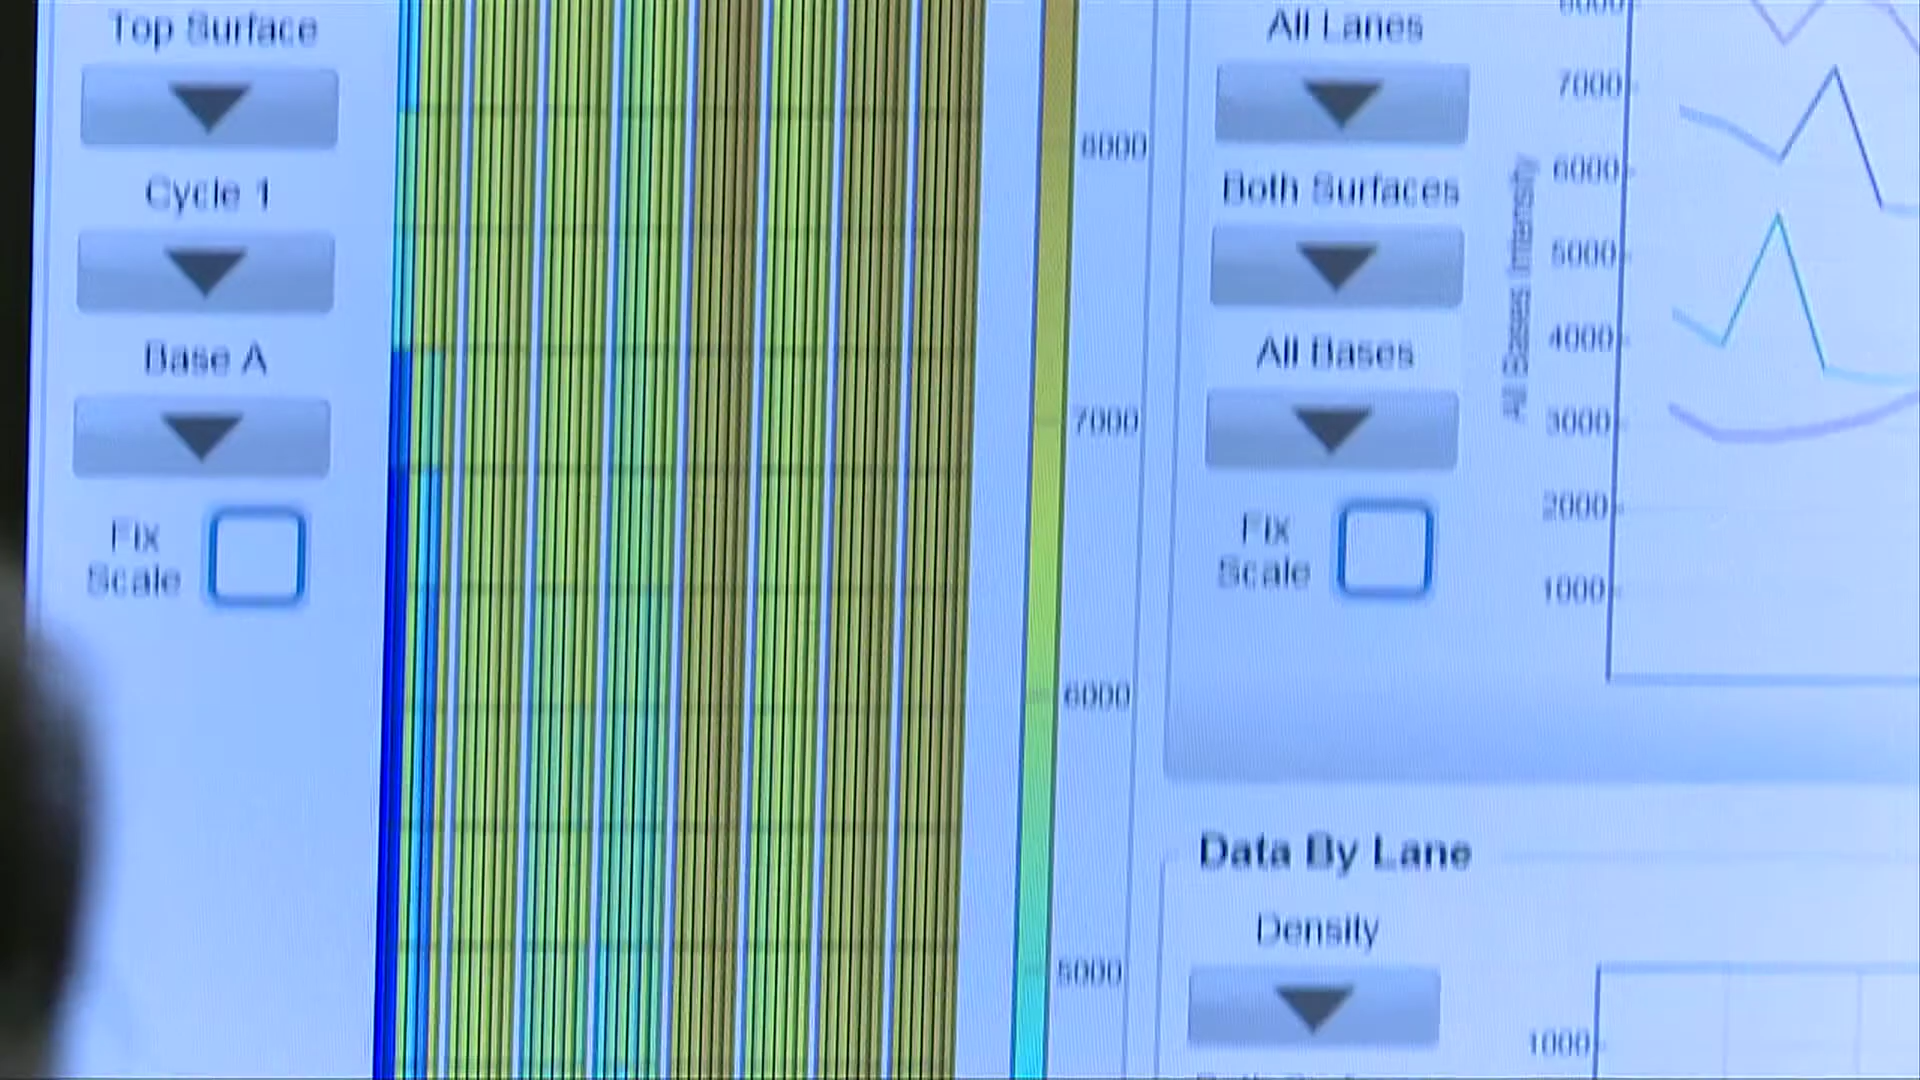 Top Surface
Cycle 1
Base A
Fix
Scale
8000
7000
6000
5000
All Lanes
Both Surfaces
All Bases
Fix
Scale
All Bases Intensity
7000
6000
5000
4000
3000
2000
1000
Data By Lane
Density
1000